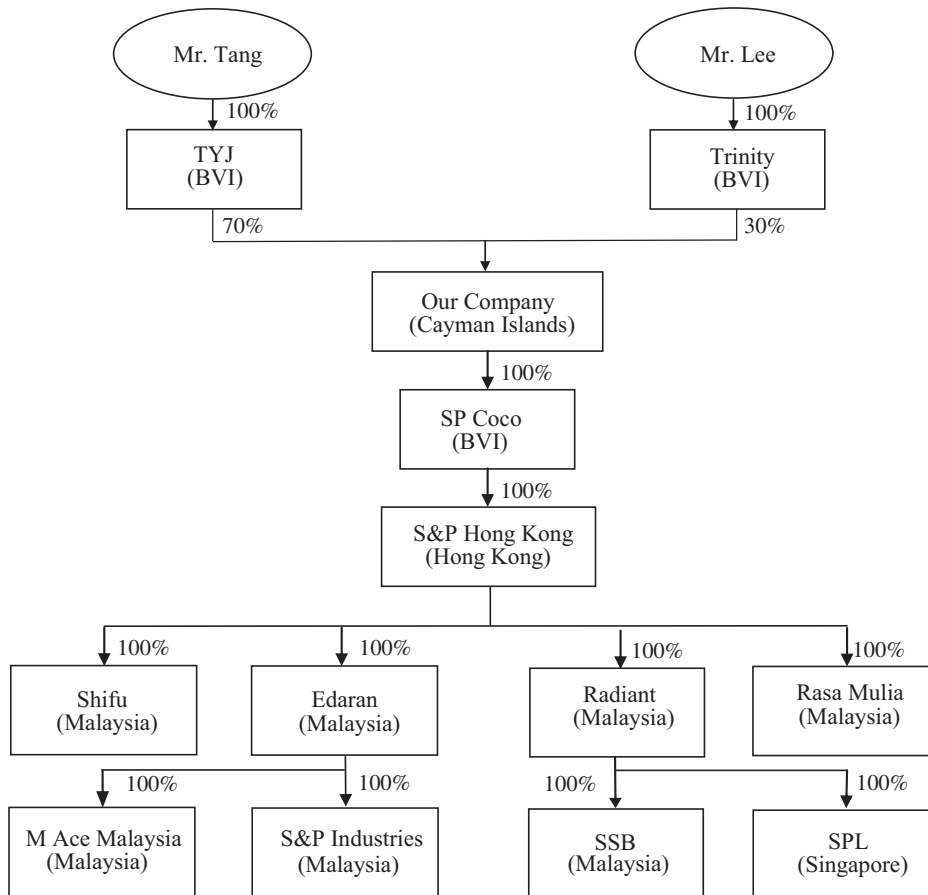 Mr. Tang
Mr. Lee
100%
100%
TYJ
(BVI)
Trinity
(BVI)
70%
30%
Our Company
(Cayman Islands)
100%
SP Coco
(BVI)
100%
S&P Hong Kong
(Hong Kong)
100%
100%
100%
100%
Shifu
(Malaysia)
Edaran
(Malaysia)
Radiant
(Malaysia)
Rasa Mulia
(Malaysia)
100%
100%
100%
100%
M Ace Malaysia
(Malaysia)
S&P Industries
(Malaysia)
SSB
(Malaysia)
SPL
(Singapore)